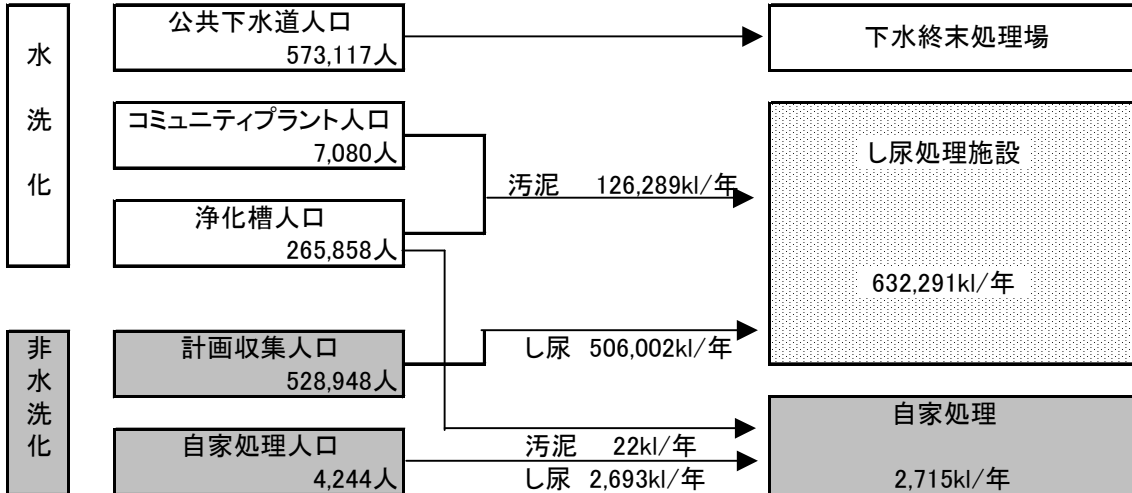 水洗化
公共下水道人口
573,117人
下水終末処理場
コミュニティプラント人口
7,080人
し尿処理施設
汚泥 126,289kl/年
浄化槽人口
265,858人
632,291kl/年
非水洗化
計画収集人口
528,948人
し尿 506,002kl/年
自家処理
自家処理人口
4,244人
汚泥 22kl/年
し尿 2,693kl/年
2,715kl/年